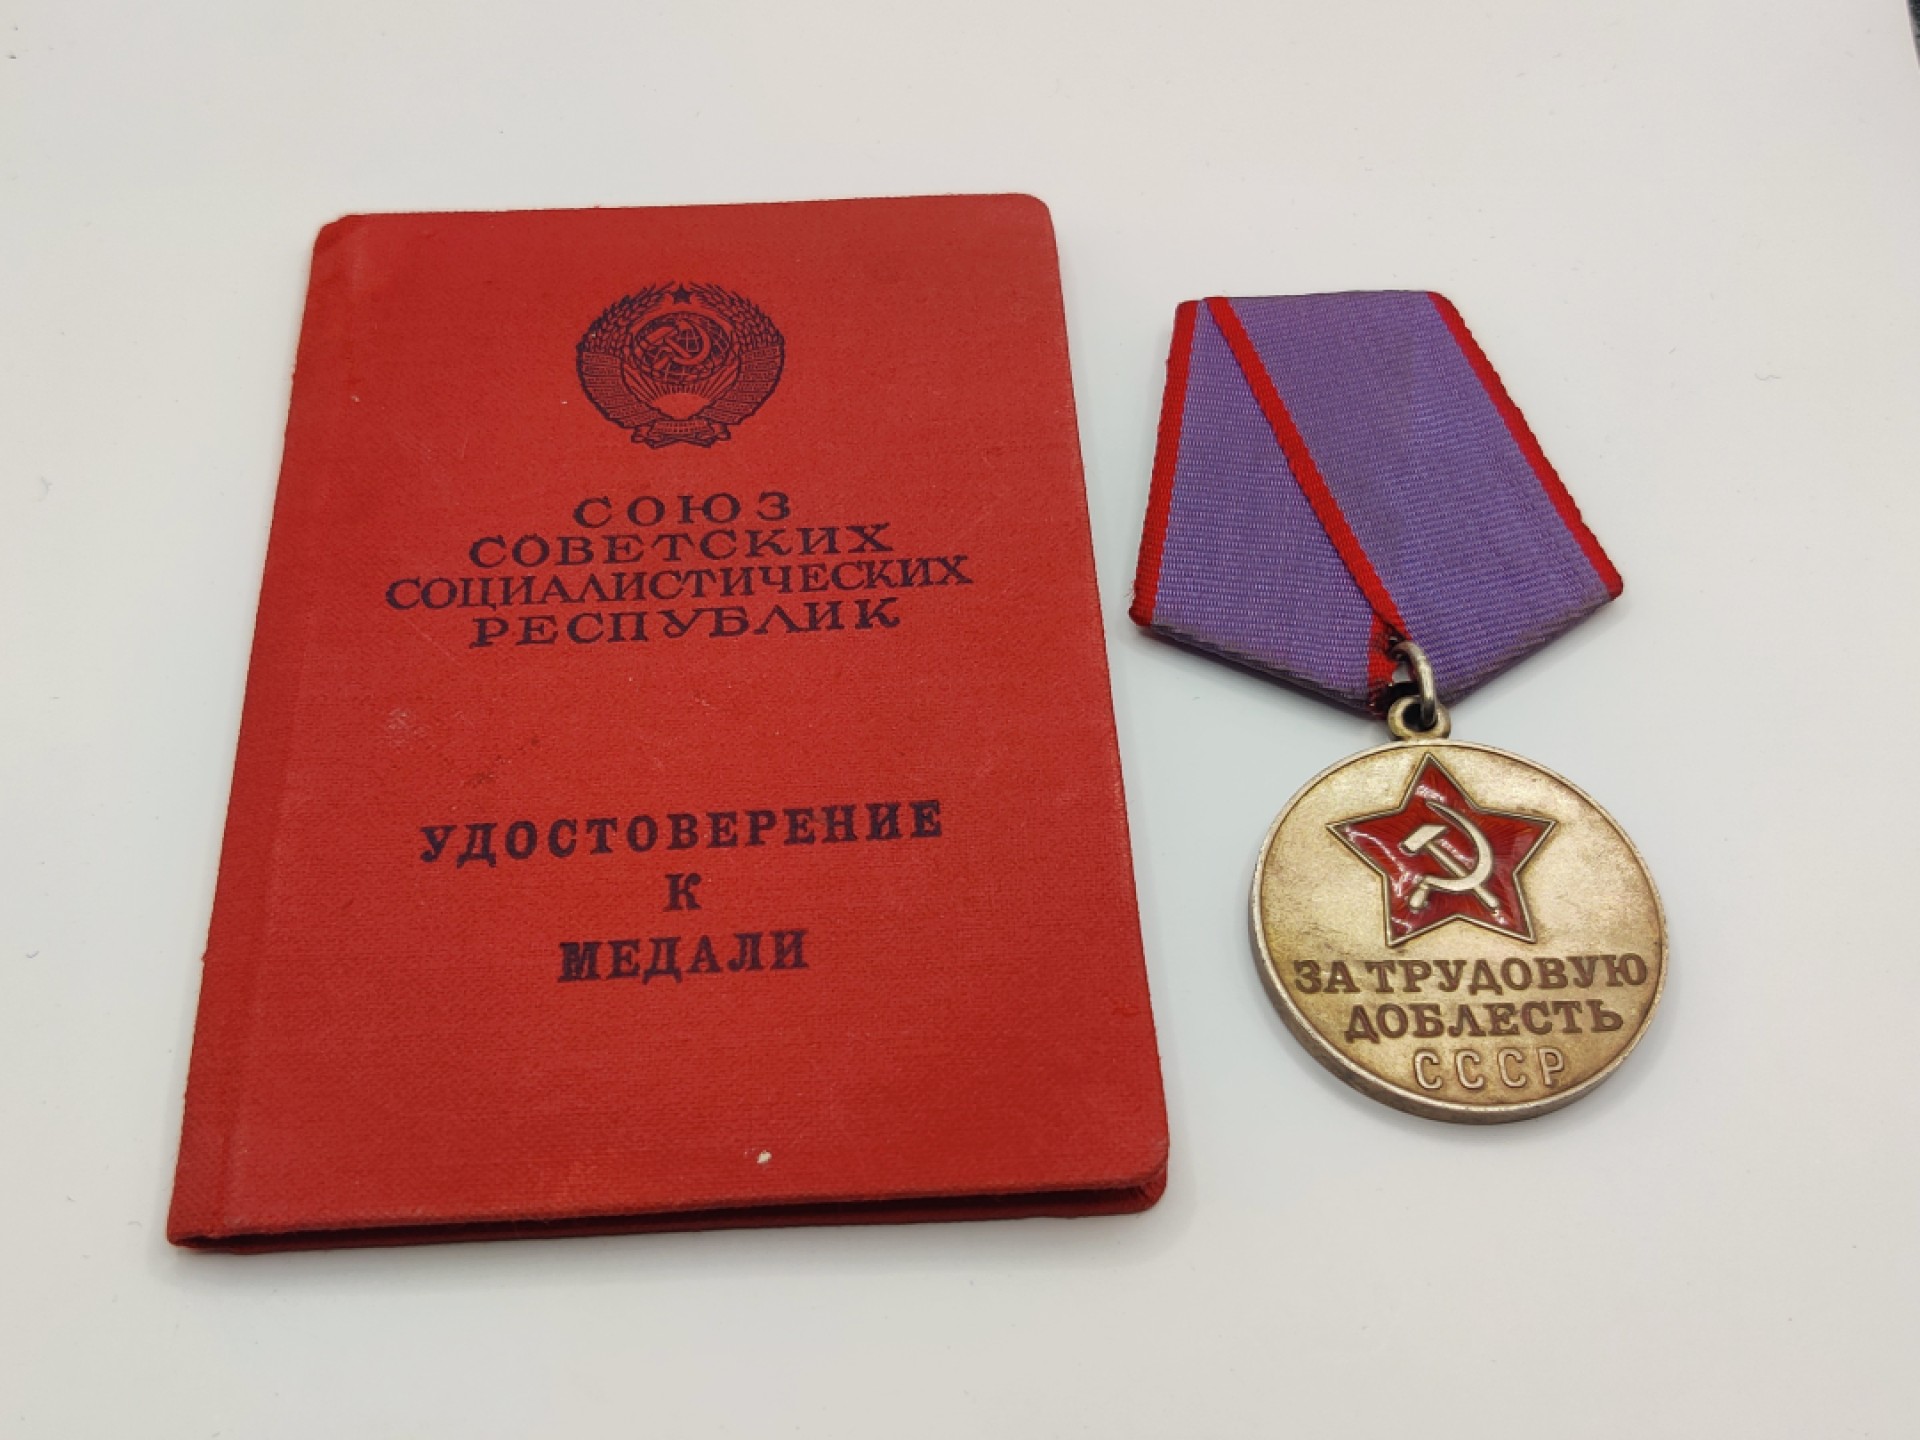 СОЮЗ
СОВЕТСКИХ
СОЦИАЛИСТИЧЕСКИХ
РЕСПУБЛИК
УДОСТОВЕРЕНИЕ
К
МЕДАЛИ
ЗА ТРУДОВУЮ
ДОБЛЕСТЬ
СССР